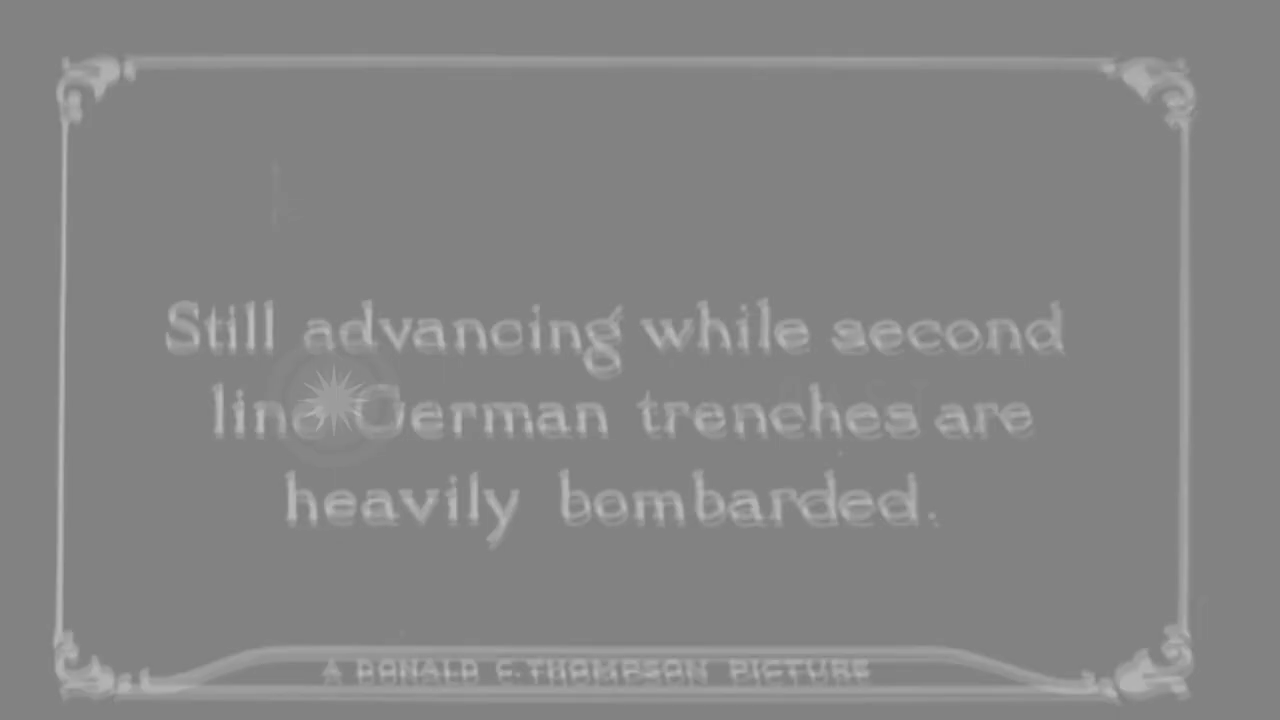 Still advancing while second
line German trenches are
heavily bombarded.
A DONALD C. THOMPSON PICTURE